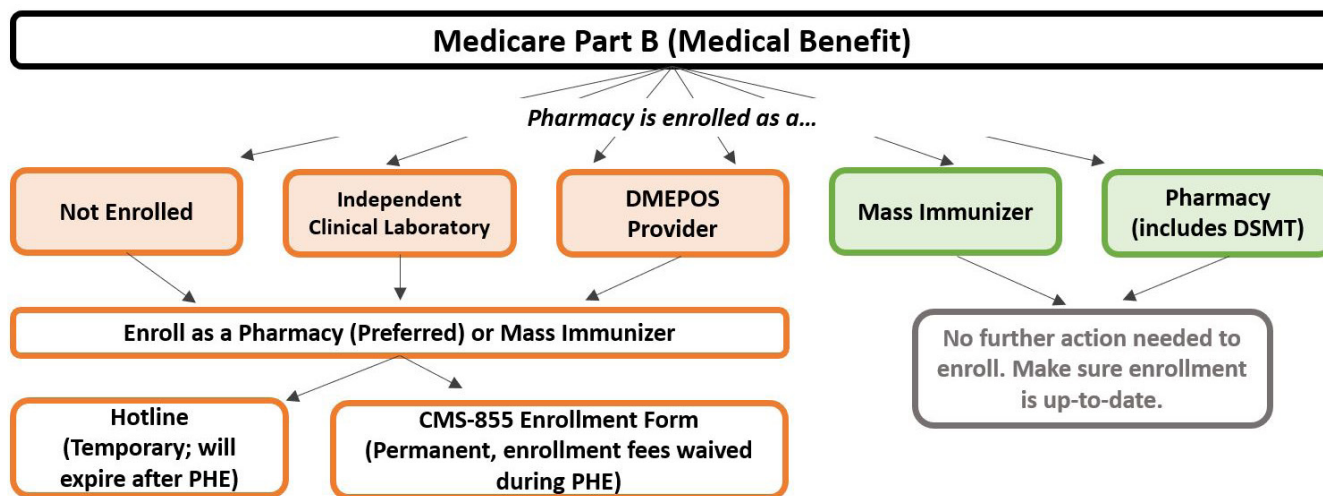 Medicare Part B (Medical Benefit)
Pharmacy is enrolled as a...
Not Enrolled
Independent
Clinical Laboratory
DMEPOS
Provider
Mass Immunizer
Pharmacy
(includes DSMT)
Enroll as a Pharmacy (Preferred) or Mass Immunizer
No further action needed to
enroll. Make sure enrollment
is up-to-date.
Hotline
(Temporary; will
expire after PHE)
CMS-855 Enrollment Form
(Permanent, enrollment fees waived
during PHE)